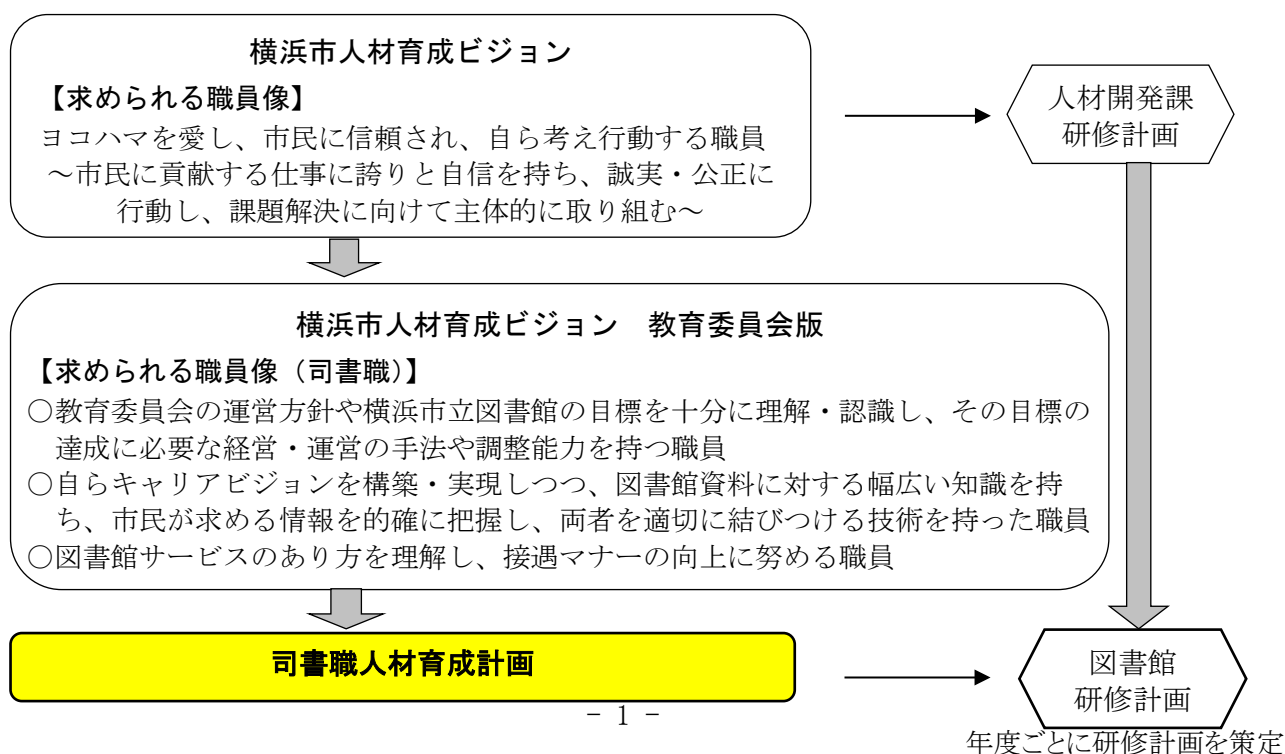 横浜市人材育成ビジョン
【求められる職員像】
ヨコハマを愛し、市民に信頼され、自ら考え行動する職員
～市民に貢献する仕事に誇りと自信を持ち、誠実・公正に
行動し、課題解決に向けて主体的に取り組む～
人材開発課
研修計画
横浜市人材育成ビジョン　教育委員会版
【求められる職員像（司書職）】
○教育委員会の運営方針や横浜市立図書館の目標を十分に理解・認識し、その目標の
達成に必要な経営・運営の手法や調整能力を持つ職員
○自らキャリアビジョンを構築・実現しつつ、図書館資料に対する幅広い知識を持
ち、市民が求める情報を的確に把握し、両者を適切に結びつける技術を持った職員
○図書館サービスのあり方を理解し、接遇マナーの向上に努める職員
司書職人材育成計画
図書館
研修計画
- 1 -
年度ごとに研修計画を策定